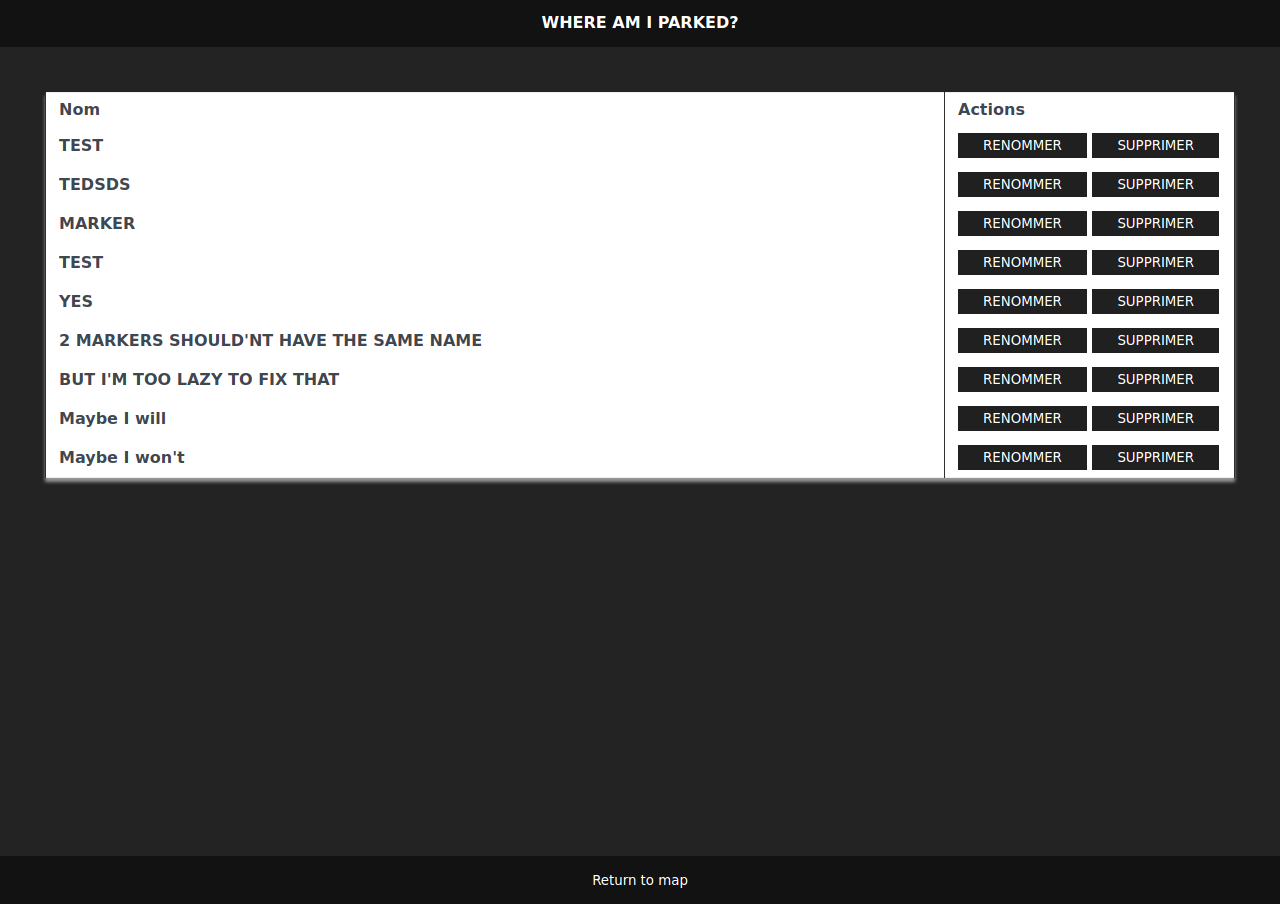 WHERE AM I PARKED?
Nom Actions
TEST RENOMMER SUPPRIMER
TEDSDS RENOMMER SUPPRIMER
MARKER RENOMMER SUPPRIMER
TEST RENOMMER SUPPRIMER
YES RENOMMER SUPPRIMER
2 MARKERS SHOULD'NT HAVE THE SAME NAME RENOMMER SUPPRIMER
BUT I'M TOO LAZY TO FIX THAT RENOMMER SUPPRIMER
Maybe I will RENOMMER SUPPRIMER
Maybe I won't RENOMMER SUPPRIMER
Return to map